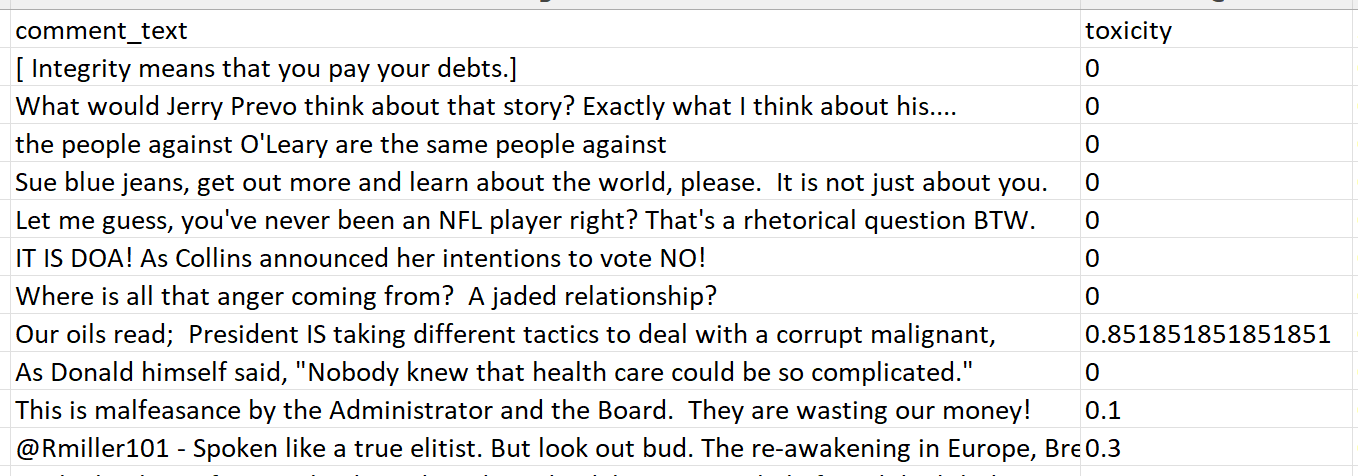 comment_text toxicity
[ Integrity means that you pay your debts.] 0
What would Jerry Prevo think about that story? Exactly what I think about his.... 0
the people against O'Leary are the same people against 0
Sue blue jeans, get out more and learn about the world, please.  It is not just about you. 0
Let me guess, you've never been an NFL player right? That's a rhetorical question BTW. 0
IT IS DOA! As Collins announced her intentions to vote NO! 0
Where is all that anger coming from?  A jaded relationship? 0
Our oils read;  President IS taking different tactics to deal with a corrupt malignant, 0.851851851851851
As Donald himself said, "Nobody knew that health care could be so complicated." 0
This is malfeasance by the Administrator and the Board.  They are wasting our money! 0.1
@Rmiller101 - Spoken like a true elitist. But look out bud. The re-awakening in Europe, Bre 0.3